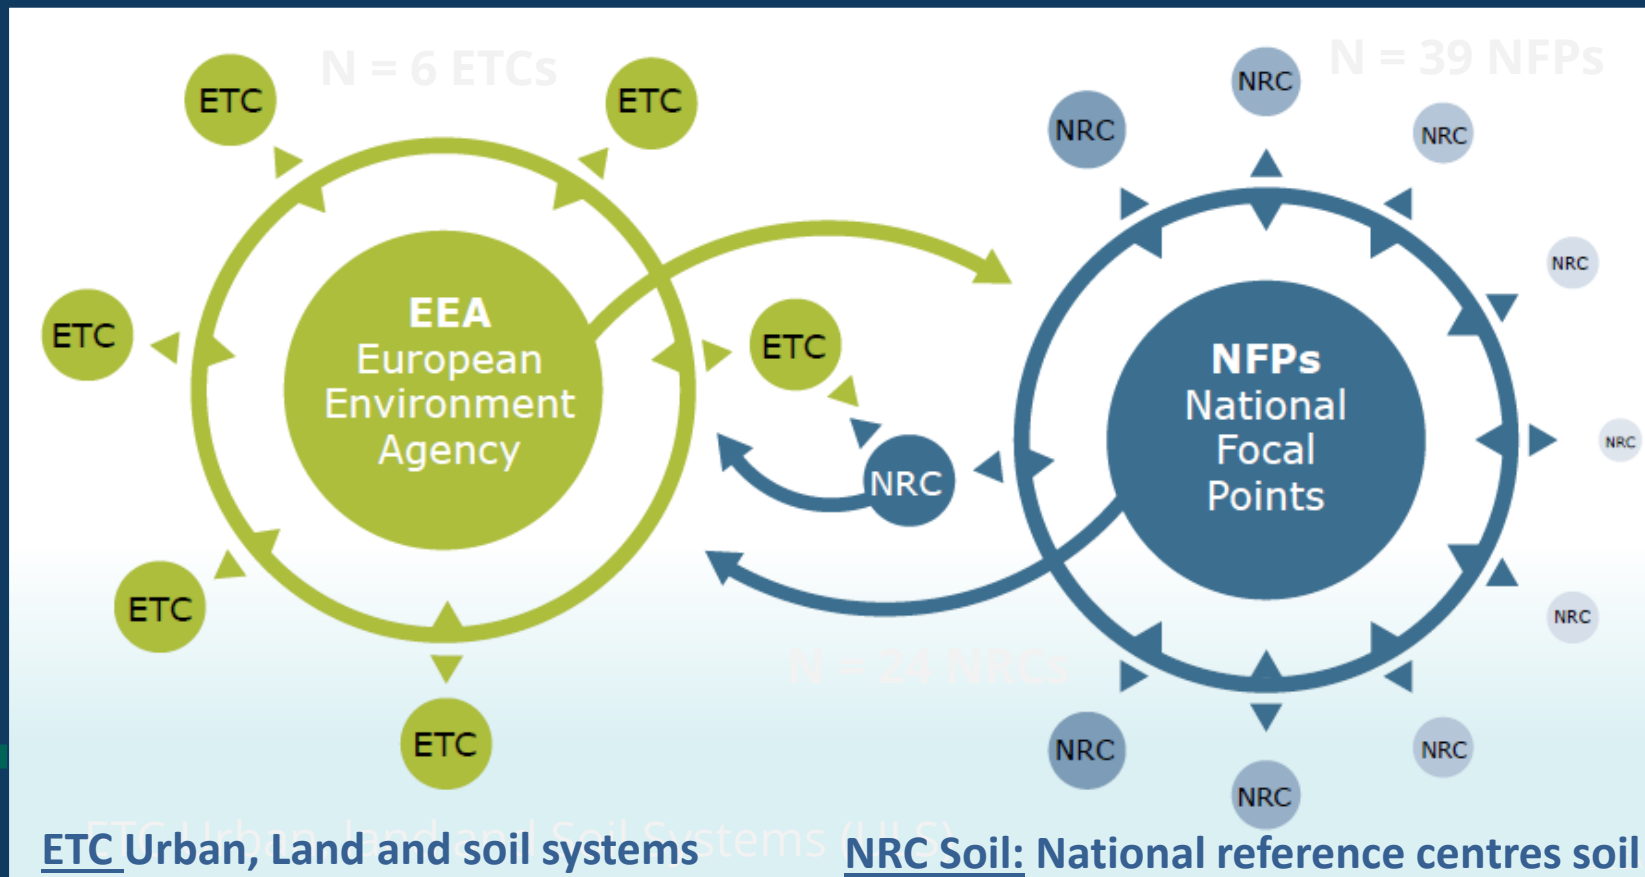 N = 6 ETCs
N = 39 NFPs
ETC
ETC
NRC
NRC
NRC
NRC
ETC
EEA
European
Environment
Agency
ETC
NFPs
National
Focal
Points
NRC
NRC
ETC
NRC
N = 24 NRCs
ETC
NRC
NRC
NRC
ETC Urban, land and Soil Systems (ULS)
ETC Urban, Land and soil systems
NRC Soil: National reference centres soil